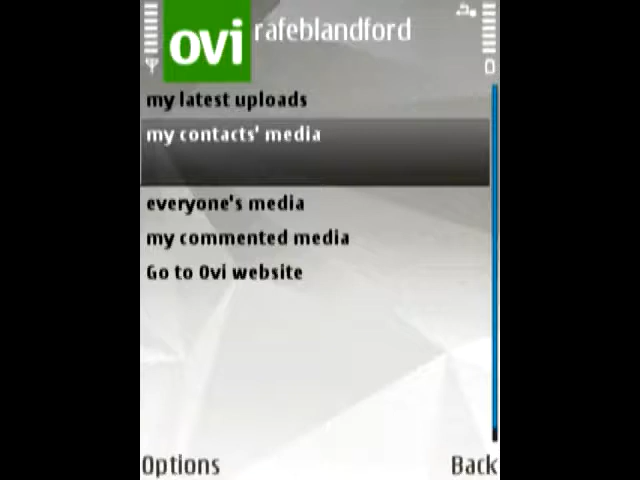 ovi
rafeblandford
my latest uploads
my contacts' media
everyone's media
my commented media
Go to Ovi website
Options
Back